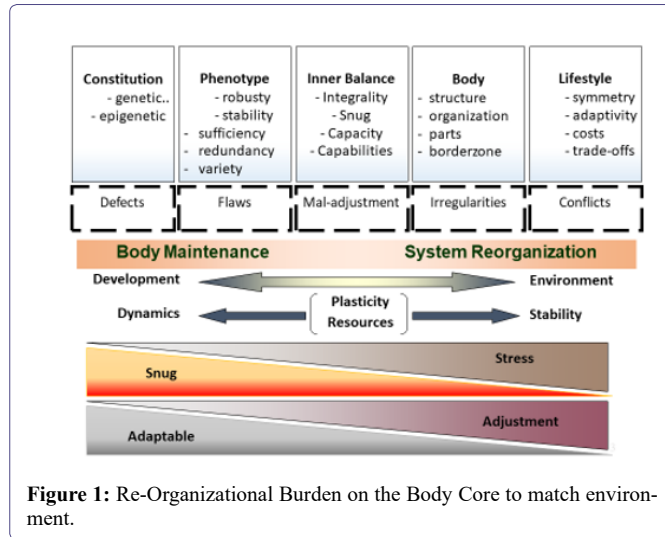 Constitution
- genetic..
- epigenetic
Phenotype
- robusty
- stability
- sufficiency
- redundancy
- variety
Inner Balance
- Integrality
- Snug
- Capacity
- Capabilities
Body
- structure
- organization
- parts
- borderzone
Lifestyle
- symmetry
- adaptivity
- costs
- trade-offs
Defects
Flaws
Mal-adjustment
Irregularities
Conflicts
Body Maintenance
System Reorganization
Development
Environment
Dynamics
Plasticity
Resources
Stability
Stress
Snug
Adjustment
Adaptable
Figure 1: Re-Organizational Burden on the Body Core to match environ-
ment.